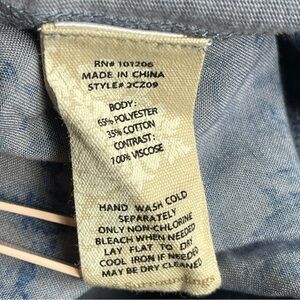 RN# 101206
MADE IN CHINA
STYLE# 2CZ09
BODY:
65% POLYESTER
35% COTTON
CONTRAST:
100% VISCOSE
HAND WASH COLD
SEPARATELY
ONLY NON-CHLORINE
BLEACH WHEN NEEDED
LAY FLAT TO DRY
COOL IRON IF NEEDED
MAY BE DRY CLEANED
Surroundings